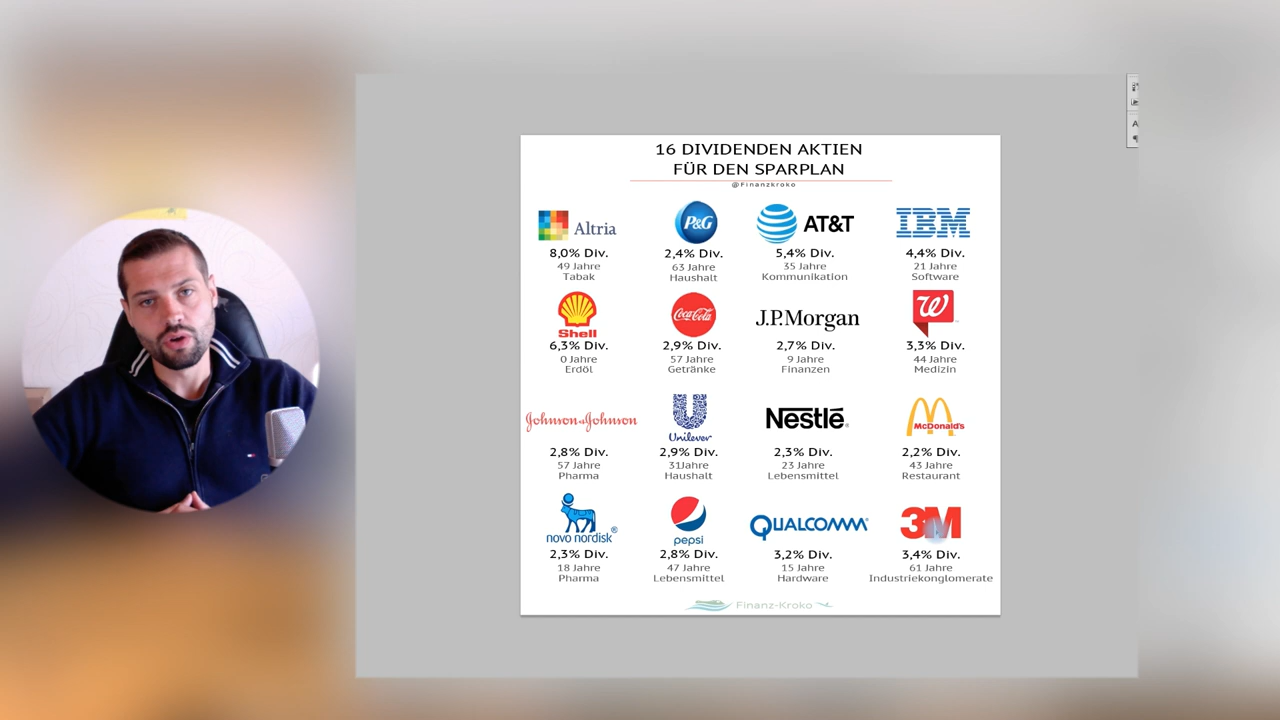 16 DIVIDENDEN AKTIEN
FÜR DEN SPARPLAN
@Finanzkroko
Altria
P&G
AT&T
IBM
8,0% Div.
2,4% Div.
5,4% Div.
4,4% Div.
49 Jahre
63 Jahre
35 Jahre
21 Jahre
Tabak
Haushalt
Kommunikation
Software
Shell
Coca-Cola
J.P.Morgan
W
6,3% Div.
2,9% Div.
2,7% Div.
3,3% Div.
0 Jahre
57 Jahre
9 Jahre
44 Jahre
Erdöl
Getränke
Finanzen
Medizin
Johnson & Johnson
Unilever
Nestlé
McDonald's
2,8% Div.
2,9% Div.
2,3% Div.
2,2% Div.
57 Jahre
31Jahre
23 Jahre
43 Jahre
Pharma
Haushalt
Lebensmittel
Restaurant
novo nordisk®
pepsi
QUALCOMM®
3M
2,3% Div.
2,8% Div.
3,2% Div.
3,4% Div.
18 Jahre
47 Jahre
15 Jahre
61 Jahre
Pharma
Lebensmittel
Hardware
Industriekonglomerate
Finanz-Kroko
A